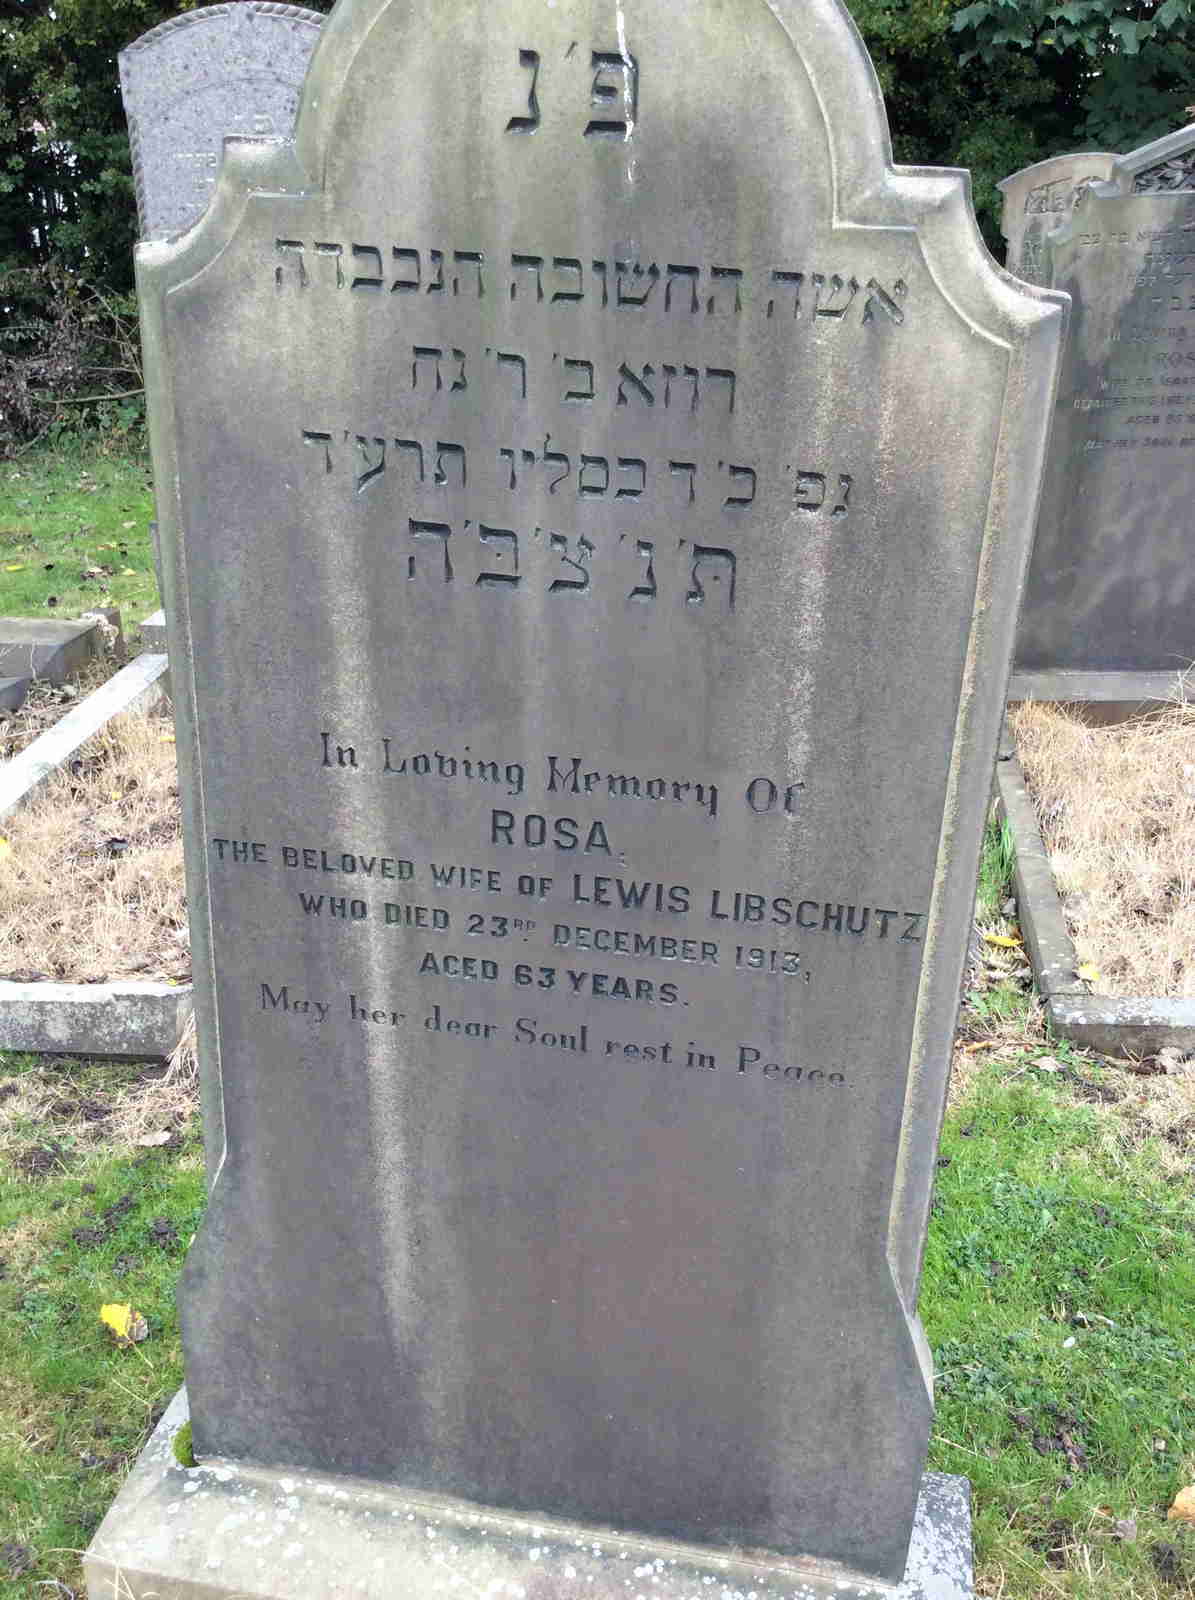 פ׳נ
אשה החשובה הנכבדה
רוזא ב׳ ר׳ נח
נפ׳ כ׳ד כסליו תרע׳ד
ת׳ נ׳ צ׳ ב׳ ה
In Loving Memory Of
ROSA,
THE BELOVED WIFE OF LEWIS LIBSCHUTZ
WHO DIED 23RD DECEMBER 1913,
AGED 63 YEARS.
May her dear Soul rest in Peace.